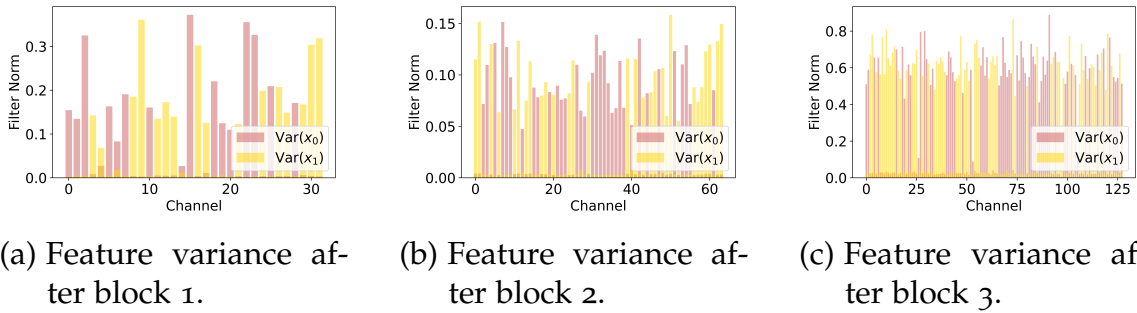 0.3
0.2
0.1
0.0
Filter Norm
0 10 20 30
Channel
Var(x₀)
Var(x₁)
0.15
0.10
0.05
0.00
Filter Norm
0 20 40 60
Channel
Var(x₀)
Var(x₁)
0.8
0.6
0.4
0.2
0.0
Filter Norm
0 25 50 75 100 125
Channel
Var(x₀)
Var(x₁)
(a) Feature variance af-
ter block 1.
(b) Feature variance af-
ter block 2.
(c) Feature variance af
ter block 3.